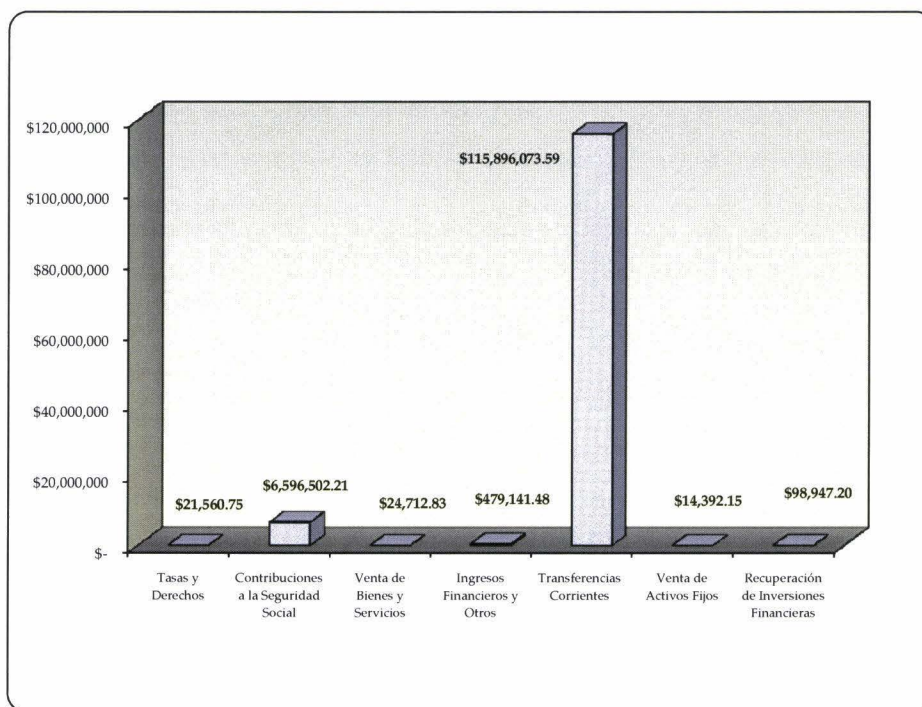 $120,000,000
$115,896,073.59
$100,000,000
$80,000,000
$60,000,000
$40,000,000
$20,000,000
$21,560.75
$6,596,502.21
$24,712.83
$479,141.48
$14,392.15
$98,947.20
$-
Tasas y
Derechos
Contribuciones
a la Seguridad
Social
Venta de
Bienes y
Servicios
Ingresos
Financieros y
Otros
Transferencias
Corrientes
Venta de
Activos Fijos
Recuperación
de Inversiones
Financieras